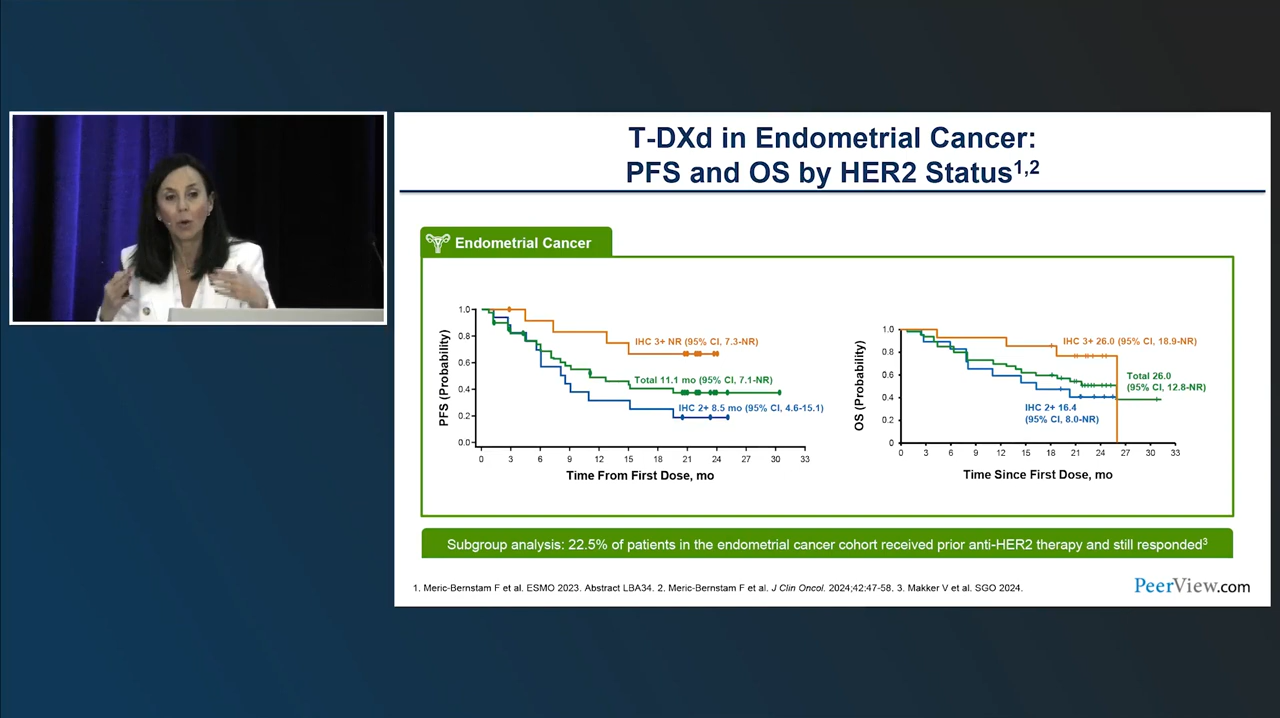 T-DXd in Endometrial Cancer:
PFS and OS by HER2 Status1,2
Endometrial Cancer
PFS (Probability)
1.0
0.8
0.6
0.4
0.2
0.0
IHC 3+ NR (95% CI, 7.3-NR)
Total 11.1 mo (95% CI, 7.1-NR)
IHC 2+ 8.5 mo (95% CI, 4.6-15.1)
0 3 6 9 12 15 18 21 24 27 30 33
Time From First Dose, mo
OS (Probability)
1.0
0.8
0.6
0.4
0.2
0
IHC 3+ 26.0 (95% CI, 18.9-NR)
Total 26.0
(95% CI, 12.8-NR)
IHC 2+ 16.4
(95% CI, 8.0-NR)
0 3 6 9 12 15 18 21 24 27 30 33
Time Since First Dose, mo
Subgroup analysis: 22.5% of patients in the endometrial cancer cohort received prior anti-HER2 therapy and still responded3
1. Meric-Bernstam F et al. ESMO 2023. Abstract LBA34. 2. Meric-Bernstam F et al. J Clin Oncol. 2024;42:47-58. 3. Makker V et al. SGO 2024.
PeerView.com